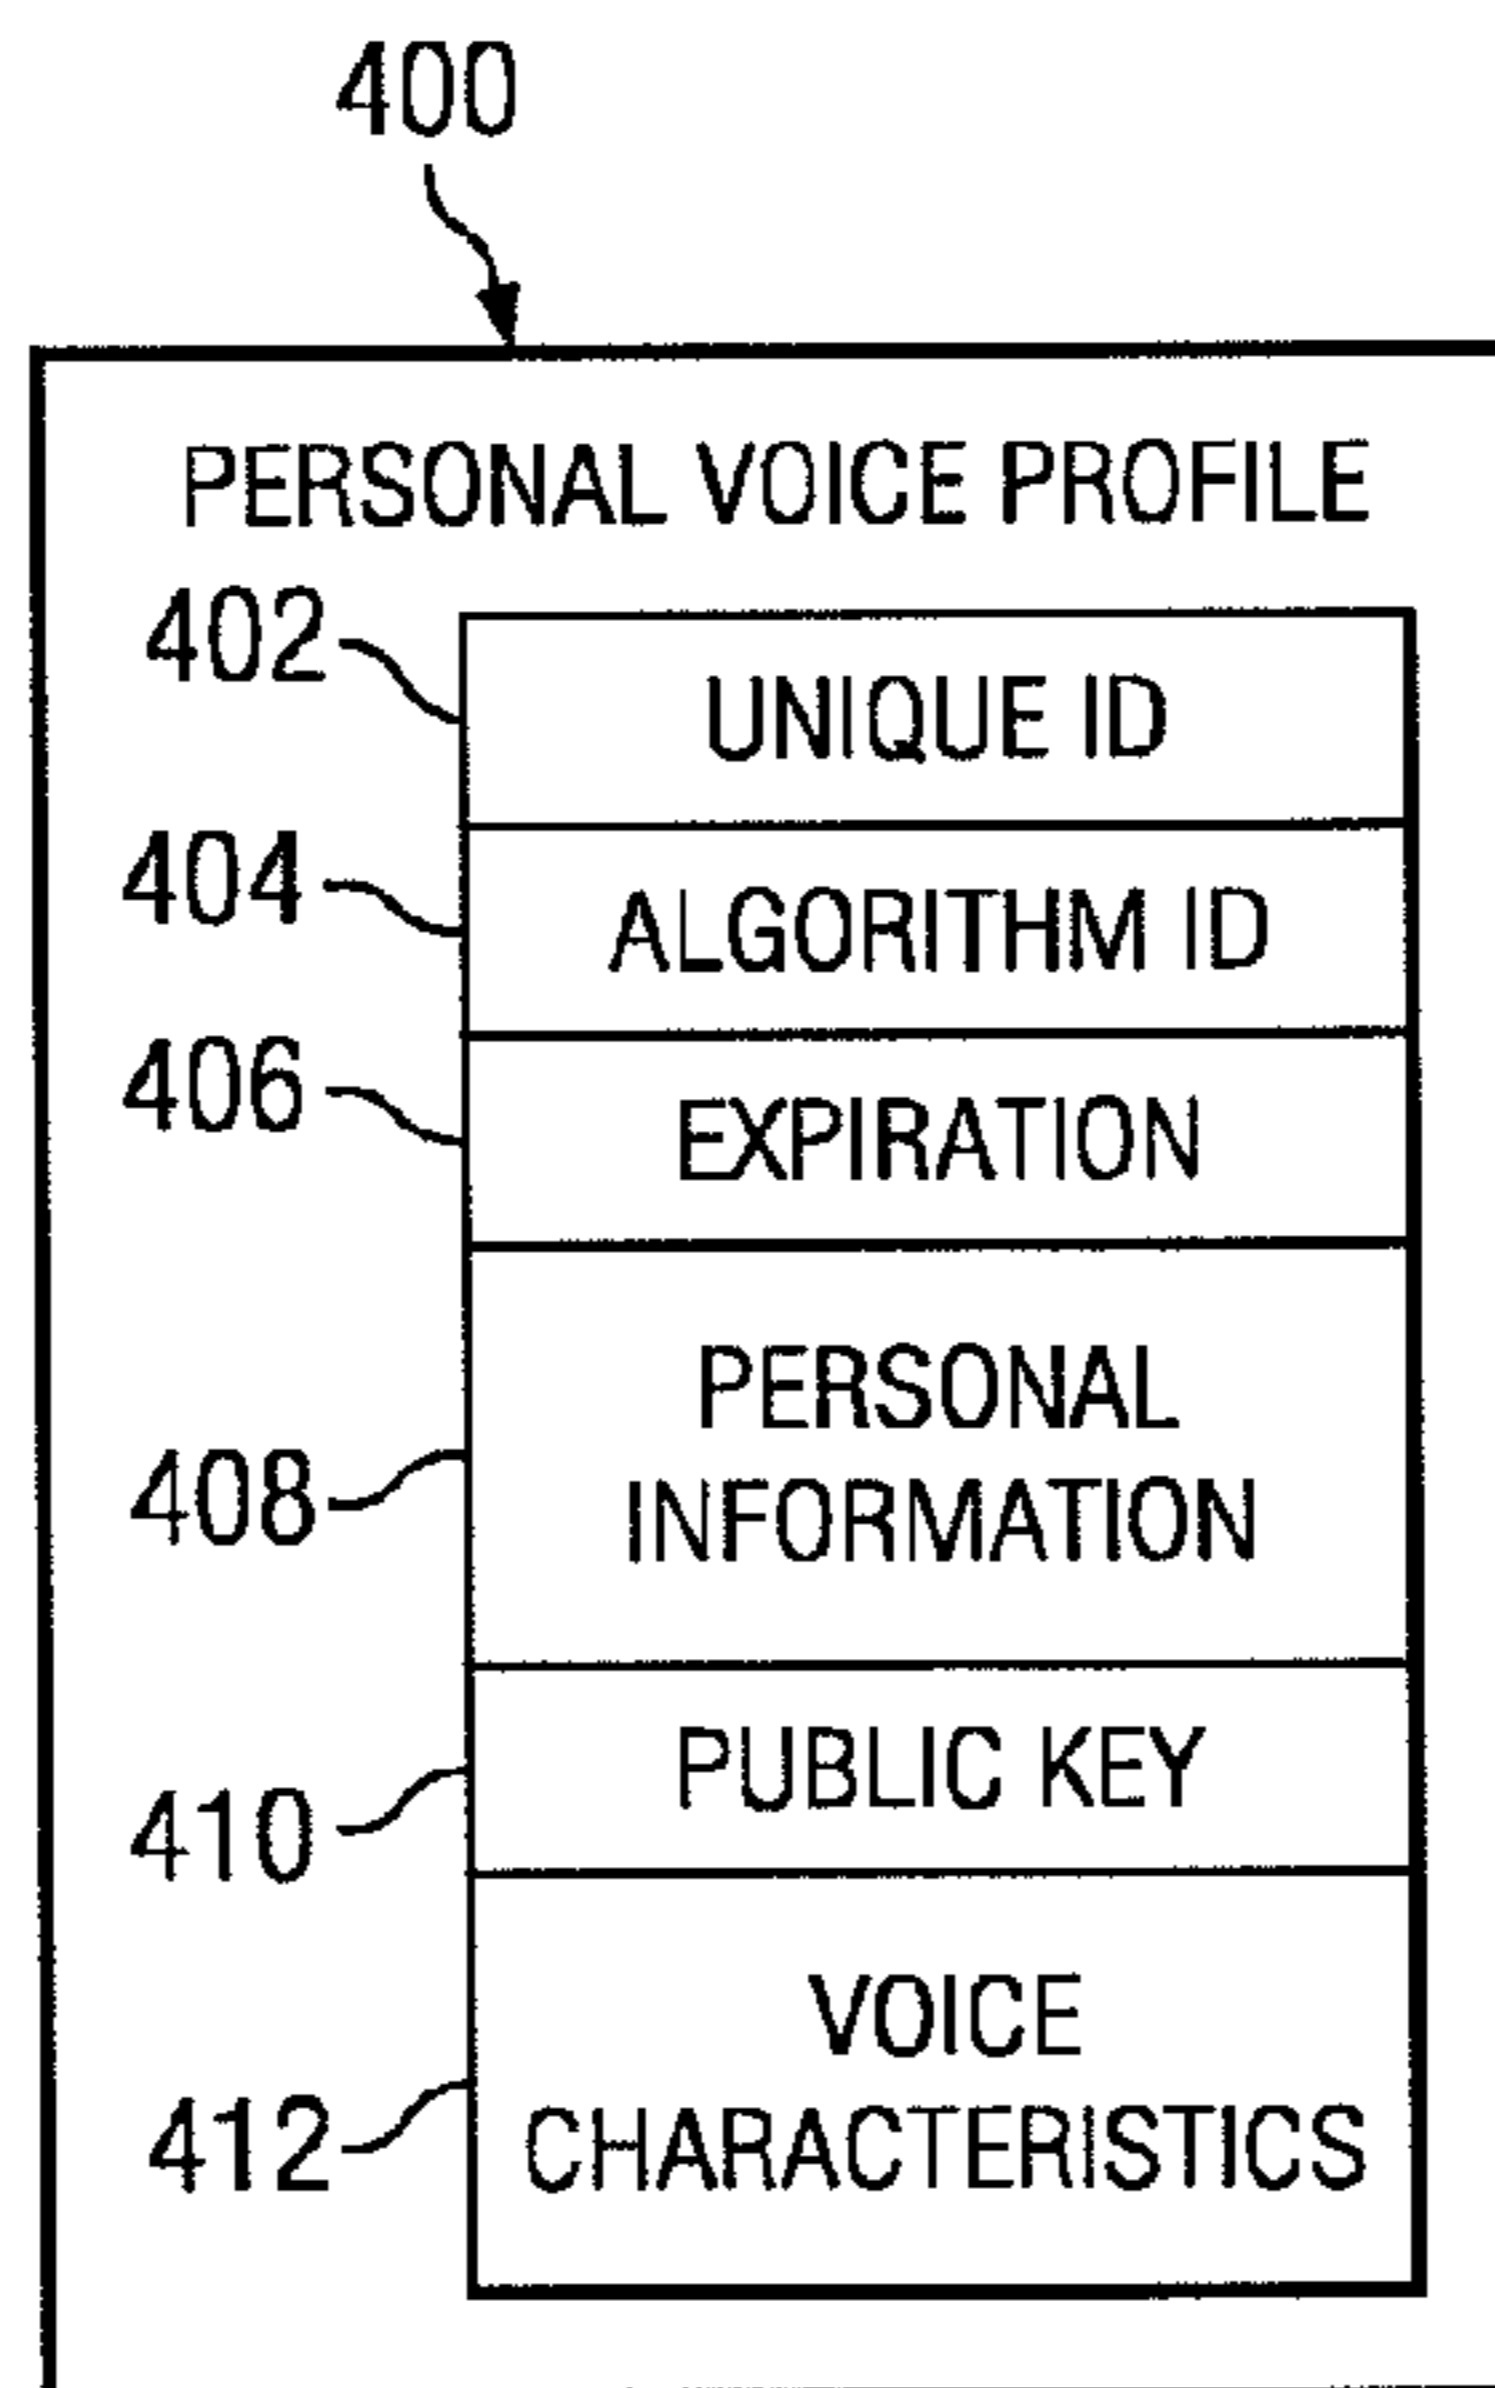 400
PERSONAL VOICE PROFILE
402
UNIQUE ID
404
ALGORITHM ID
406
EXPIRATION
PERSONAL
408
INFORMATION
PUBLIC KEY
410
VOICE
412
CHARACTERISTICS